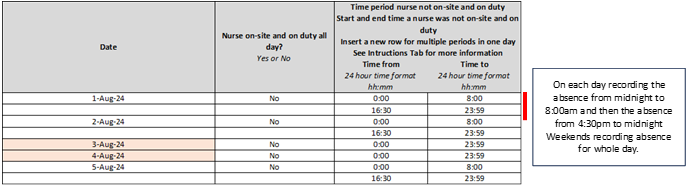 Date
Nurse on-site and on duty all
day?
Yes or No
Time period nurse not on-site and on duty
Start and end time a nurse was not on-site and on
duty
Insert a new row for multiple periods in one day
See Intructions Tab for more information
Time from Time to
24 hour time format 24 hour time format
hh:mm hh:mm
1-Aug-24 No 0:00 8:00
16:30 23:59
2-Aug-24 No 0:00 8:00
16:30 23:59
3-Aug-24 No 0:00 23:59
4-Aug-24 No 0:00 23:59
5-Aug-24 No 0:00 8:00
16:30 23:59
On each day recording the
absence from midnight to
8:00am and then the absence
from 4:30pm to midnight
Weekends recording absence
for whole day.